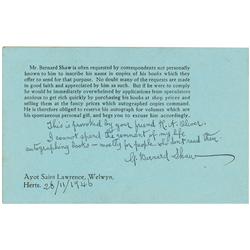 Mr. Bernard Shaw is often requested by correspondents not personally
known to him to inscribe his name in copies of his books which they
offer to send for that purpose. No doubt many of the requests are made
in good faith and appreciated by him as such. But if he were to comply
he would be immediately overwhelmed by applications from speculators
anxious to get rich quickly by purchasing his books at shop prices and
selling them at the fancy prices which autographed copies command.
He is therefore obliged to reserve his autograph for volumes which are
his spontaneous personal gift, and begs you to excuse him accordingly.
This is provoked by your friend R. A. Oliver.
I cannot spend the remnant of my life
autographing books — mostly for people who don't read them.
G. Bernard Shaw
Ayot Saint Lawrence, Welwyn,
Herts. 28/11/1946